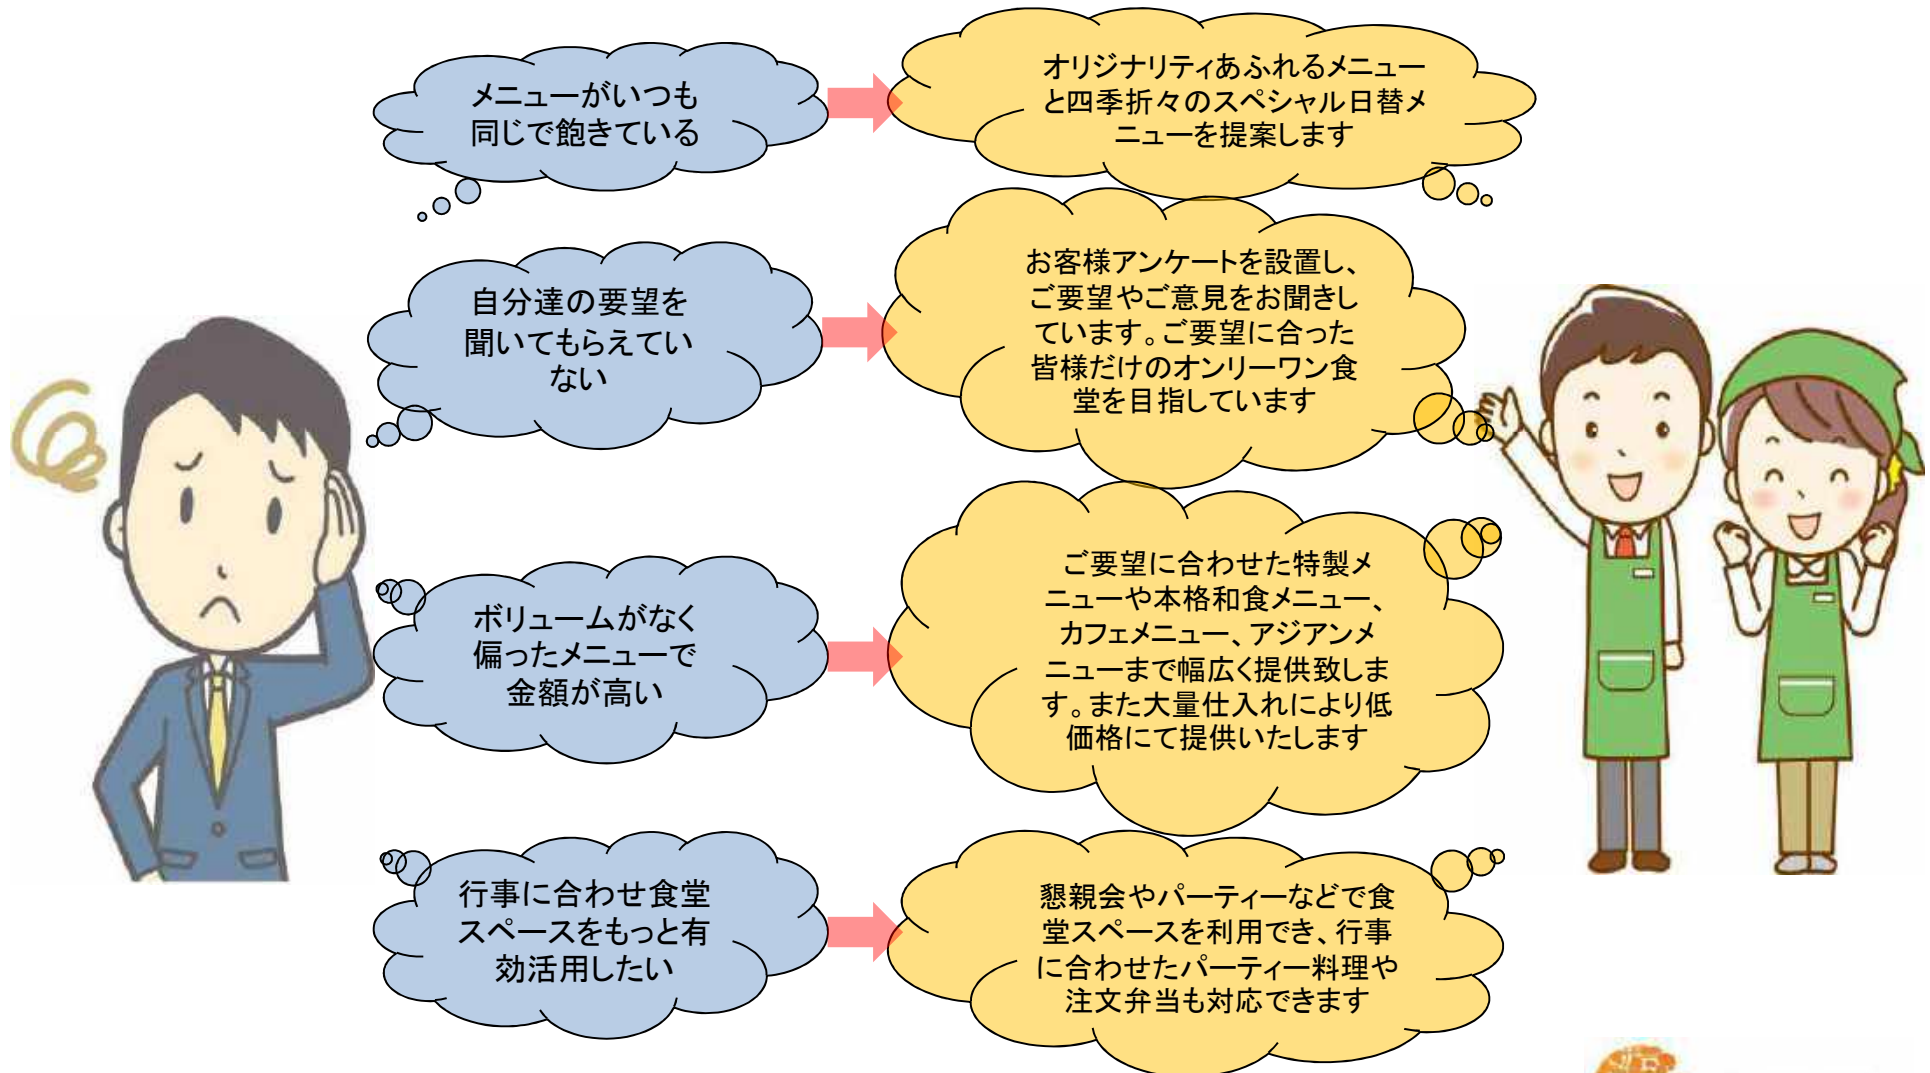 メニューがいつも
同じで飽きている
オリジナリティあふれるメニュー
と四季折々のスペシャル日替メ
ニューを提案します
自分達の要望を
聞いてもらえてい
ない
お客様アンケートを設置し、
ご要望やご意見をお聞きし
ています。ご要望に合った
皆様だけのオンリーワン食
堂を目指しています
ボリュームがなく
偏ったメニューで
金額が高い
ご要望に合わせた特製メ
ニューや本格和食メニュー、
カフェメニュー、アジアンメ
ニューまで幅広く提供致しま
す。また大量仕入れにより低
価格にて提供いたします
行事に合わせ食堂
スペースをもっと有
効活用したい
懇親会やパーティーなどで食
堂スペースを利用でき、行事
に合わせたパーティー料理や
注文弁当も対応できます